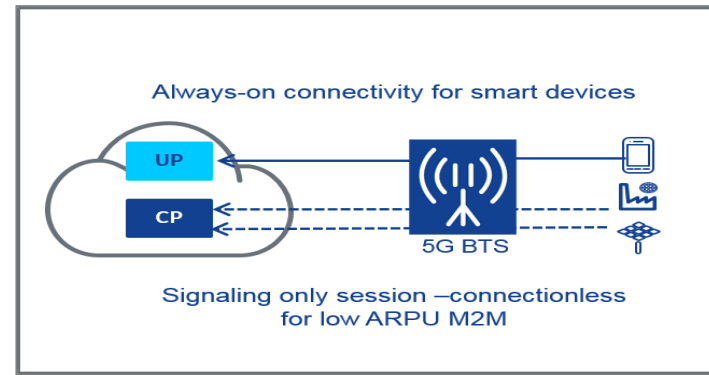 Always-on connectivity for smart devices
UP
CP
5G BTS
Signaling only session –connectionless
for low ARPU M2M